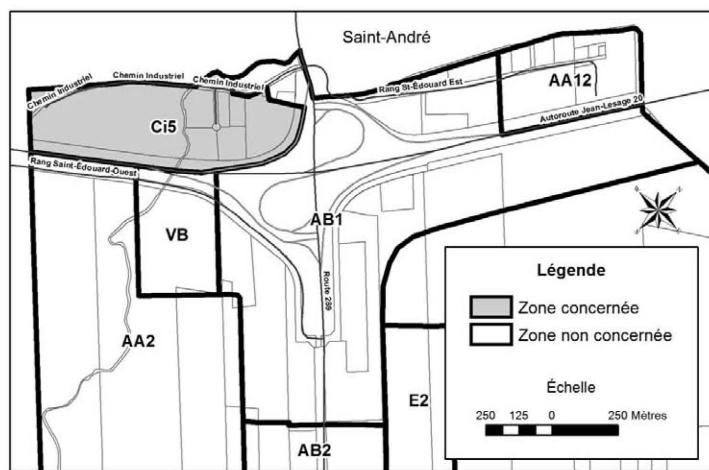 Saint-André
Chemin Industriel
Chemin Industriel
Chemin Industriel
Rang St-Édouard Est
AA12
Autoroute Jean-Lesage 20
Ci5
Rang Saint-Édouard-Ouest
VB
AB1
Route 289
AA2
E2
AB2
Légende
Zone concernée
Zone non concernée
Échelle
250 125 0 250 Mètres